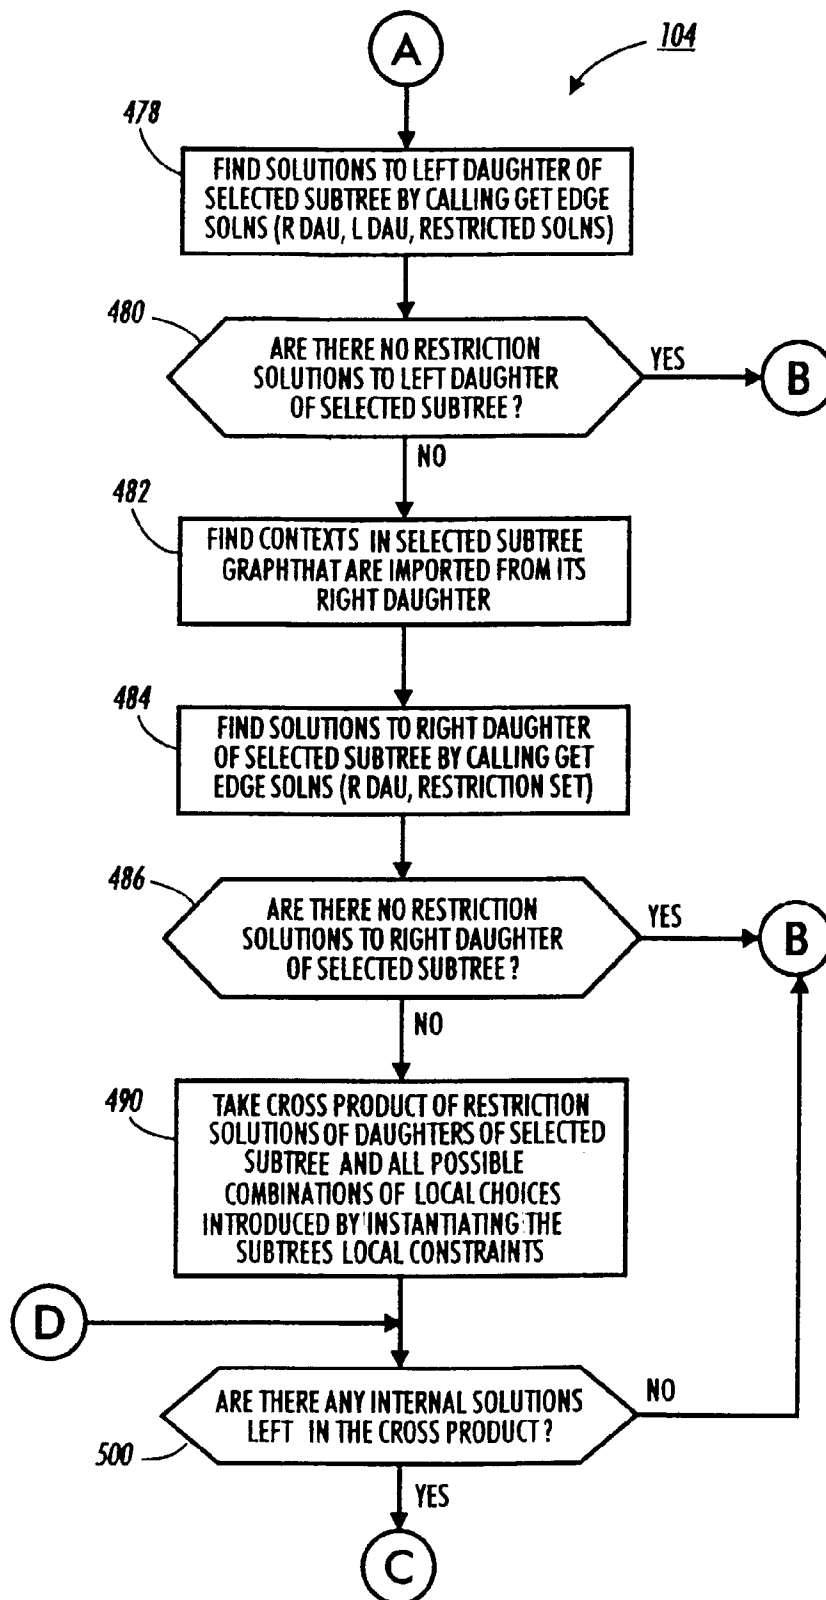 A
104
478
FIND SOLUTIONS TO LEFT DAUGHTER OF
SELECTED SUBTREE BY CALLING GET EDGE
SOLNS (R DAU, L DAU, RESTRICTED SOLNS)
480
ARE THERE NO RESTRICTION
SOLUTIONS TO LEFT DAUGHTER
OF SELECTED SUBTREE?
YES
B
NO
482
FIND CONTEXTS IN SELECTED SUBTREE
GRAPHTHAT ARE IMPORTED FROM ITS
RIGHT DAUGHTER
484
FIND SOLUTIONS TO RIGHT DAUGHTER
OF SELECTED SUBTREE BY CALLING GET
EDGE SOLNS (R DAU, RESTRICTION SET)
486
ARE THERE NO RESTRICTION
SOLUTIONS TO RIGHT DAUGHTER
OF SELECTED SUBTREE?
YES
B
NO
490
TAKE CROSS PRODUCT OF RESTRICTION
SOLUTIONS OF DAUGHTERS OF SELECTED
SUBTREE AND ALL POSSIBLE
COMBINATIONS OF LOCAL CHOICES
INTRODUCED BY INSTANTIATING THE
SUBTREES LOCAL CONSTRAINTS
D
ARE THERE ANY INTERNAL SOLUTIONS
LEFT IN THE CROSS PRODUCT?
NO
500
YES
C